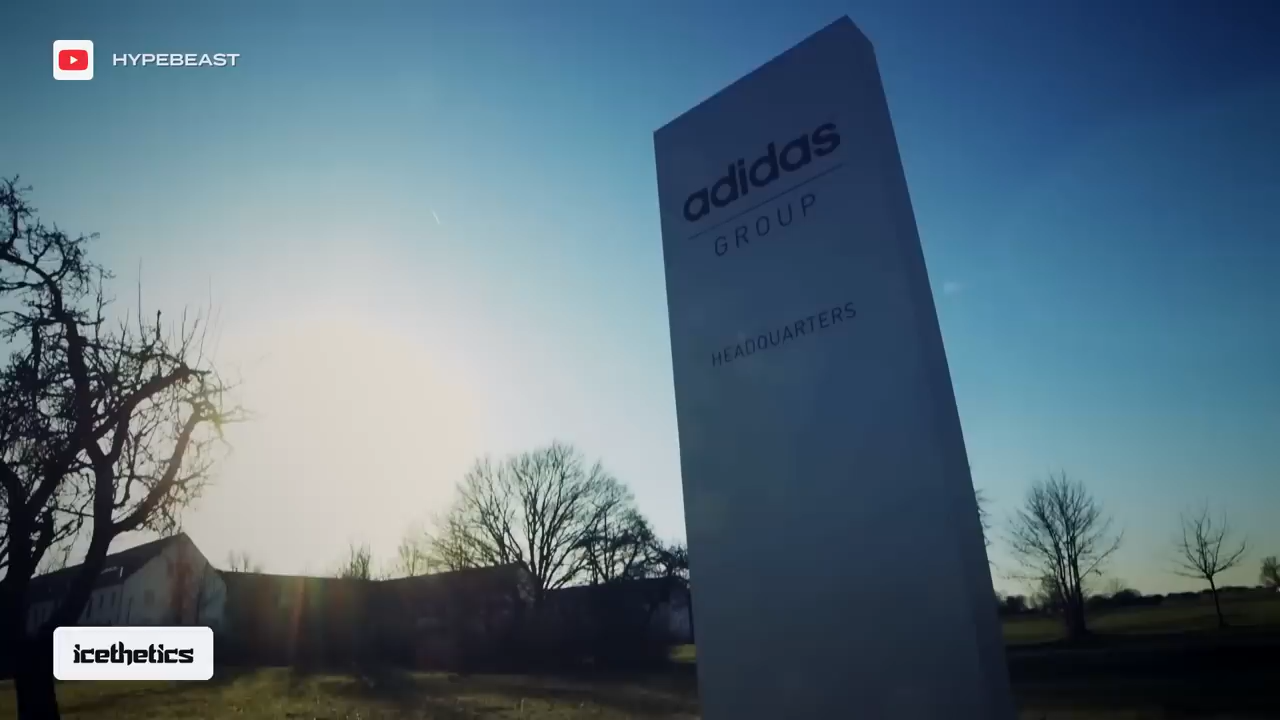 HYPEBEAST
adidas
GROUP
HEADQUARTERS
icethetics